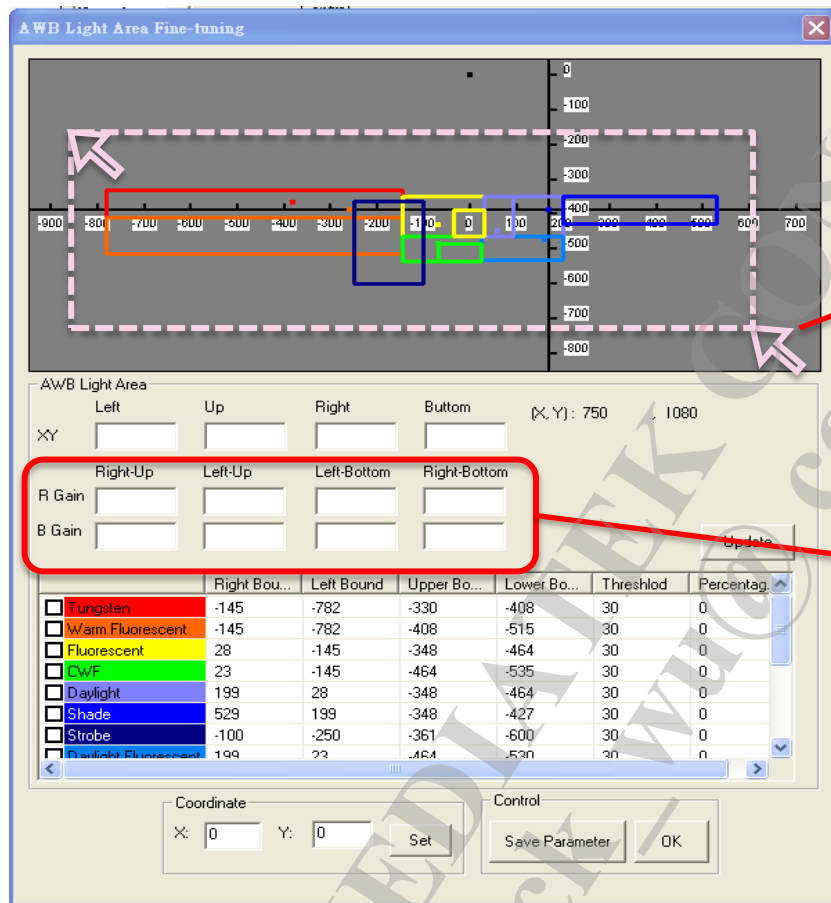 AWB Light Area Fine-tuning
0
-100
-200
-300
-400
-900 -800 -700 -600 -500 -400 -300 -200 -100 0 100 200 300 400 500 600 700
-500
-600
-700
-800
AWB Light Area
Left Up Right Buttom (X, Y) : 750 , 1080
XY
Right-Up Left-Up Left-Bottom Right-Bottom
R Gain
B Gain
Update
Right Bou... Left Bound Upper Bo... Lower Bo... Threshlod Percentag.
Tungsten -145 -782 -330 -408 30 0
Warm Fluorescent -145 -782 -408 -515 30 0
Fluorescent 28 -145 -348 -464 30 0
CWF 23 -145 -464 -535 30 0
Daylight 199 28 -348 -464 30 0
Shade 529 199 -348 -427 30 0
Strobe -100 -250 -361 -600 30 0
Daylight Fluorescent 199 23 -464 -530 30 0
Coordinate Control
X: 0 Y: 0 Set Save Parameter OK